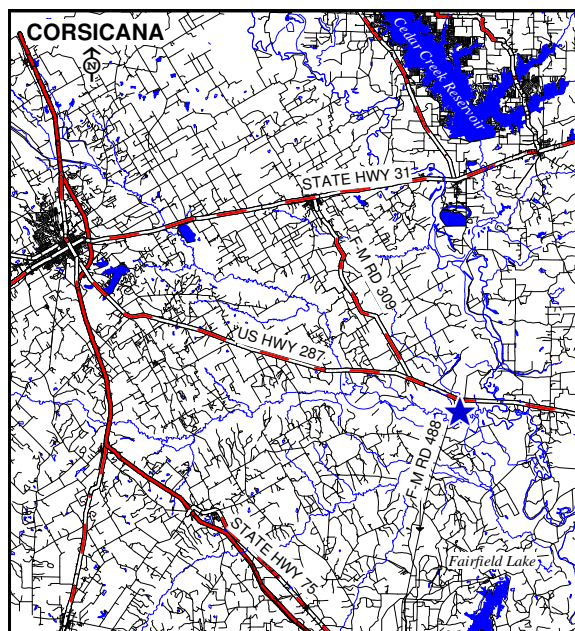 CORSICANA
N
Cedar Creek Reservoir
STATE HWY 31
F-M RD 309
US HWY 287
F-M RD 488
STATE HWY 75
Fairfield Lake